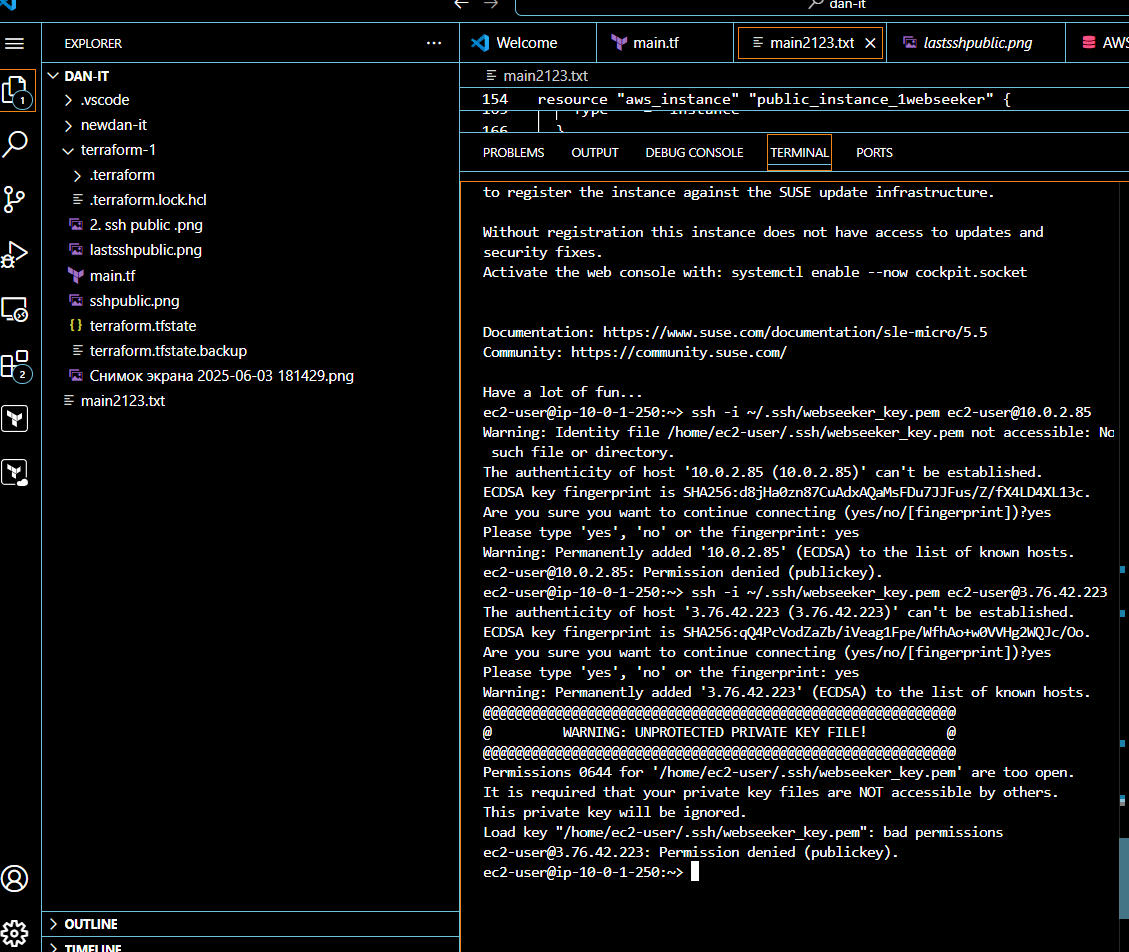 dan-it
EXPLORER
DAN-IT
.vscode
newdan-it
terraform-1
.terraform
.terraform.lock.hcl
2. ssh public .png
lastsshpublic.png
main.tf
sshpublic.png
{} terraform.tfstate
terraform.tfstate.backup
Снимок экрана 2025-06-03 181429.png
main2123.txt
OUTLINE
TIMELINE
1
2
Welcome
main.tf
main2123.txt
lastsshpublic.png
AWS
main2123.txt
154 resource "aws_instance" "public_instance_1webseeker" {
166 }
PROBLEMS OUTPUT DEBUG CONSOLE TERMINAL PORTS
to register the instance against the SUSE update infrastructure.
Without registration this instance does not have access to updates and
security fixes.
Activate the web console with: systemctl enable --now cockpit.socket
Documentation: https://www.suse.com/documentation/sle-micro/5.5
Community: https://community.suse.com/
Have a lot of fun...
ec2-user@ip-10-0-1-250:~> ssh -i ~/.ssh/webseeker_key.pem ec2-user@10.0.2.85
Warning: Identity file /home/ec2-user/.ssh/webseeker_key.pem not accessible: No
such file or directory.
The authenticity of host '10.0.2.85 (10.0.2.85)' can't be established.
ECDSA key fingerprint is SHA256:d8jHa0zn87CuAdxAQaMsFDu7JJFus/Z/fX4LD4XL13c.
Are you sure you want to continue connecting (yes/no/[fingerprint])?yes
Please type 'yes', 'no' or the fingerprint: yes
Warning: Permanently added '10.0.2.85' (ECDSA) to the list of known hosts.
ec2-user@10.0.2.85: Permission denied (publickey).
ec2-user@ip-10-0-1-250:~> ssh -i ~/.ssh/webseeker_key.pem ec2-user@3.76.42.223
The authenticity of host '3.76.42.223 (3.76.42.223)' can't be established.
ECDSA key fingerprint is SHA256:qQ4PcVodZaZb/iVeag1Fpe/WfhAo+w0VVHg2WQJc/Oo.
Are you sure you want to continue connecting (yes/no/[fingerprint])?yes
Please type 'yes', 'no' or the fingerprint: yes
Warning: Permanently added '3.76.42.223' (ECDSA) to the list of known hosts.
@@@@@@@@@@@@@@@@@@@@@@@@@@@@@@@@@@@@@@@@@@@@@@@@@@@@@@@@@@@
@ WARNING: UNPROTECTED PRIVATE KEY FILE! @
@@@@@@@@@@@@@@@@@@@@@@@@@@@@@@@@@@@@@@@@@@@@@@@@@@@@@@@@@@@
Permissions 0644 for '/home/ec2-user/.ssh/webseeker_key.pem' are too open.
It is required that your private key files are NOT accessible by others.
This private key will be ignored.
Load key "/home/ec2-user/.ssh/webseeker_key.pem": bad permissions
ec2-user@3.76.42.223: Permission denied (publickey).
ec2-user@ip-10-0-1-250:~>